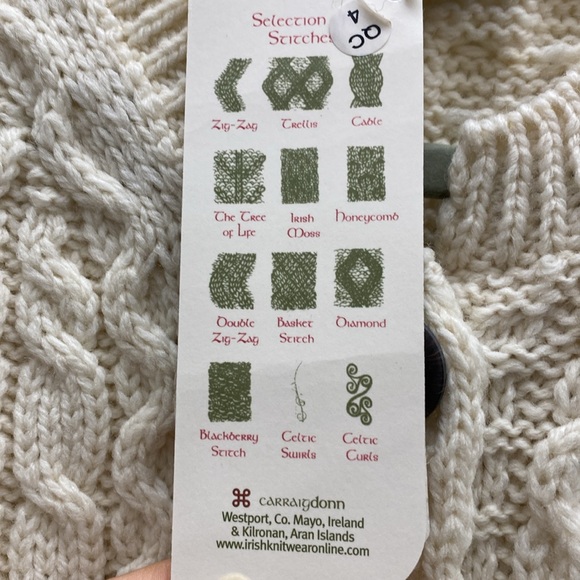 Selection
Stitches
QC
4
Zig-Zag Trellis Cable
The Tree of Life Irish Moss Honeycomb
Double Zig-Zag Basket Stitch Diamond
Blackberry Stitch Celtic Swirls Celtic Curls
carraigdonn
Westport, Co. Mayo, Ireland
& Kilronan, Aran Islands
www.irishknitwearonline.com